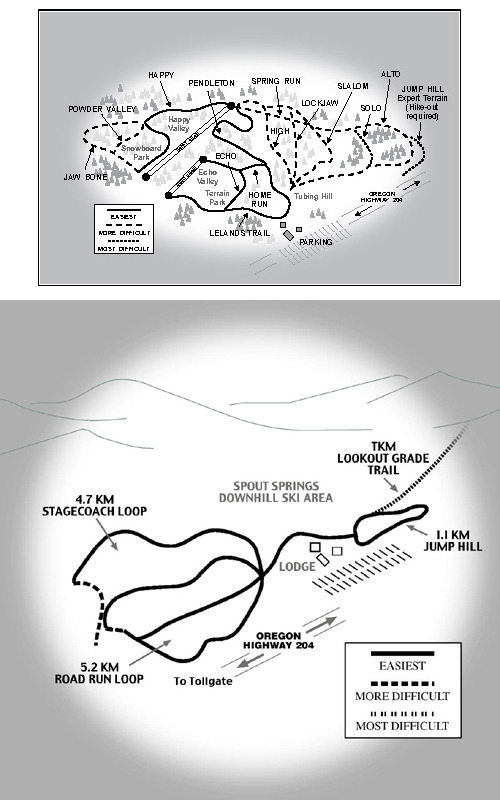 HAPPY
PENDLETON
SPRING RUN
ALTO
SLALOM
JUMP HILL
Expert Terrain
(Hike-out
required)
POWDER VALLEY
LOCKJAW
SOLO
Happy
Valley
HIGH
Snowboard
Park
ECHO
JAW BONE
Echo
Valley
Terrain
Park
HOME
RUN
Tubing Hill
OREGON
HIGHWAY 204
LELANDS TRAIL
PARKING
EASIEST
MORE DIFFICULT
MOST DIFFICULT
TKM
LOOKOUT GRADE
TRAIL
SPOUT SPRINGS
DOWNHILL SKI AREA
4.7 KM
STAGECOACH LOOP
1.1 KM
JUMP HILL
LODGE
OREGON
HIGHWAY 204
5.2 KM
ROAD RUN LOOP
To Tollgate
EASIEST
MORE DIFFICULT
MOST DIFFICULT